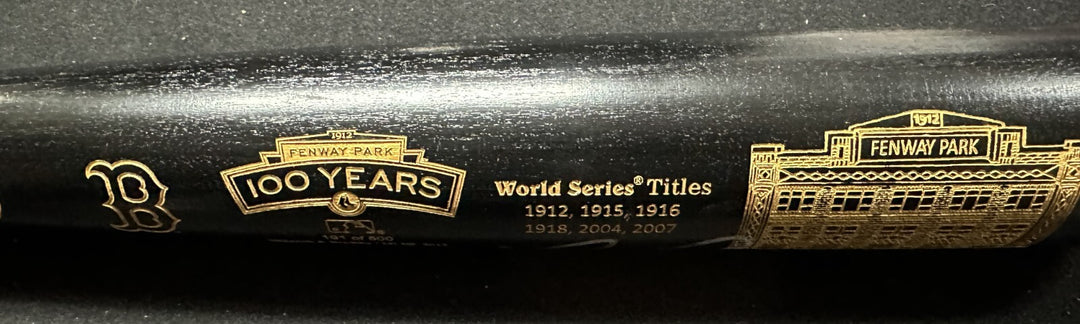 B
1912
FENWAY PARK
100 YEARS
191 of 500
World Series® Titles
1912, 1915, 1916
1918, 2004, 2007
1912
FENWAY PARK